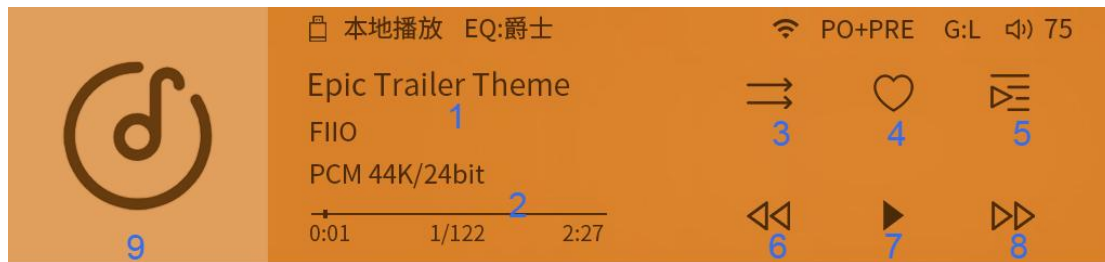 本地播放 EQ:爵士 PO+PRE G:L 75
Epic Trailer Theme
1
FIIO
PCM 44K/24bit
2
0:01 1/122 2:27
3 4 5
6 7 8
9